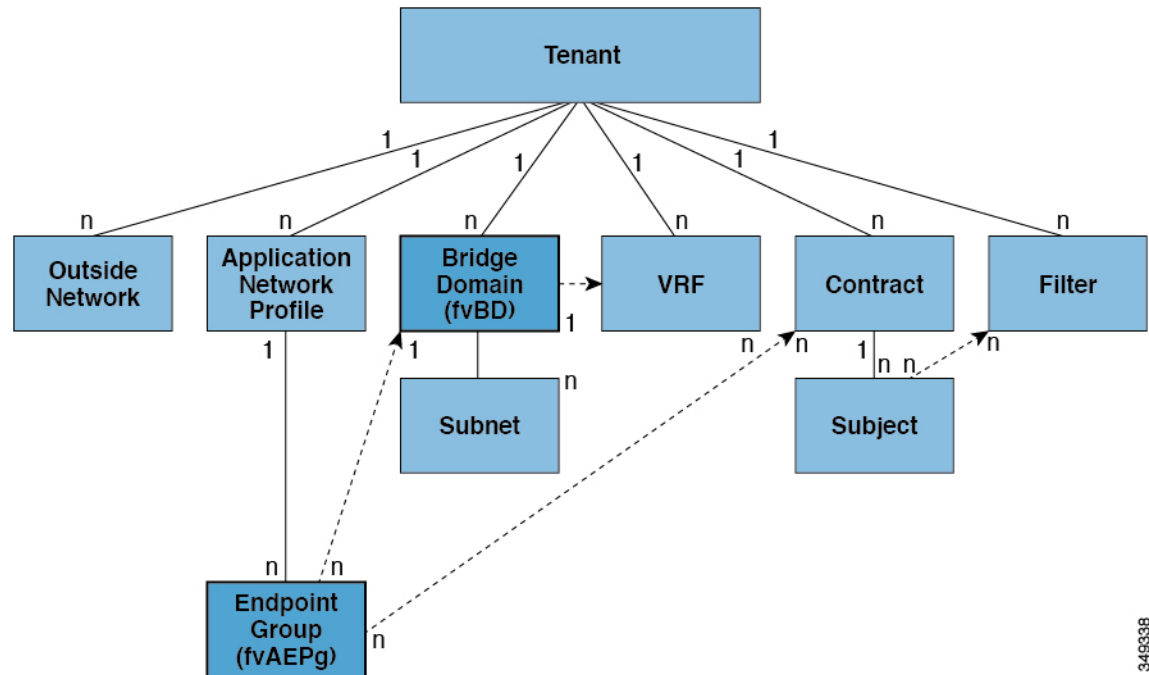 Tenant
1
1
1
1
1
1
n
n
n
n
n
n
Outside
Network
Application
Network
Profile
Bridge
Domain
(fvBD)
VRF
Contract
Filter
1
1
1
n
n
1
n
n
n
n
Subnet
Subject
n
n
Endpoint
Group
(fvAEPg)
n
349338